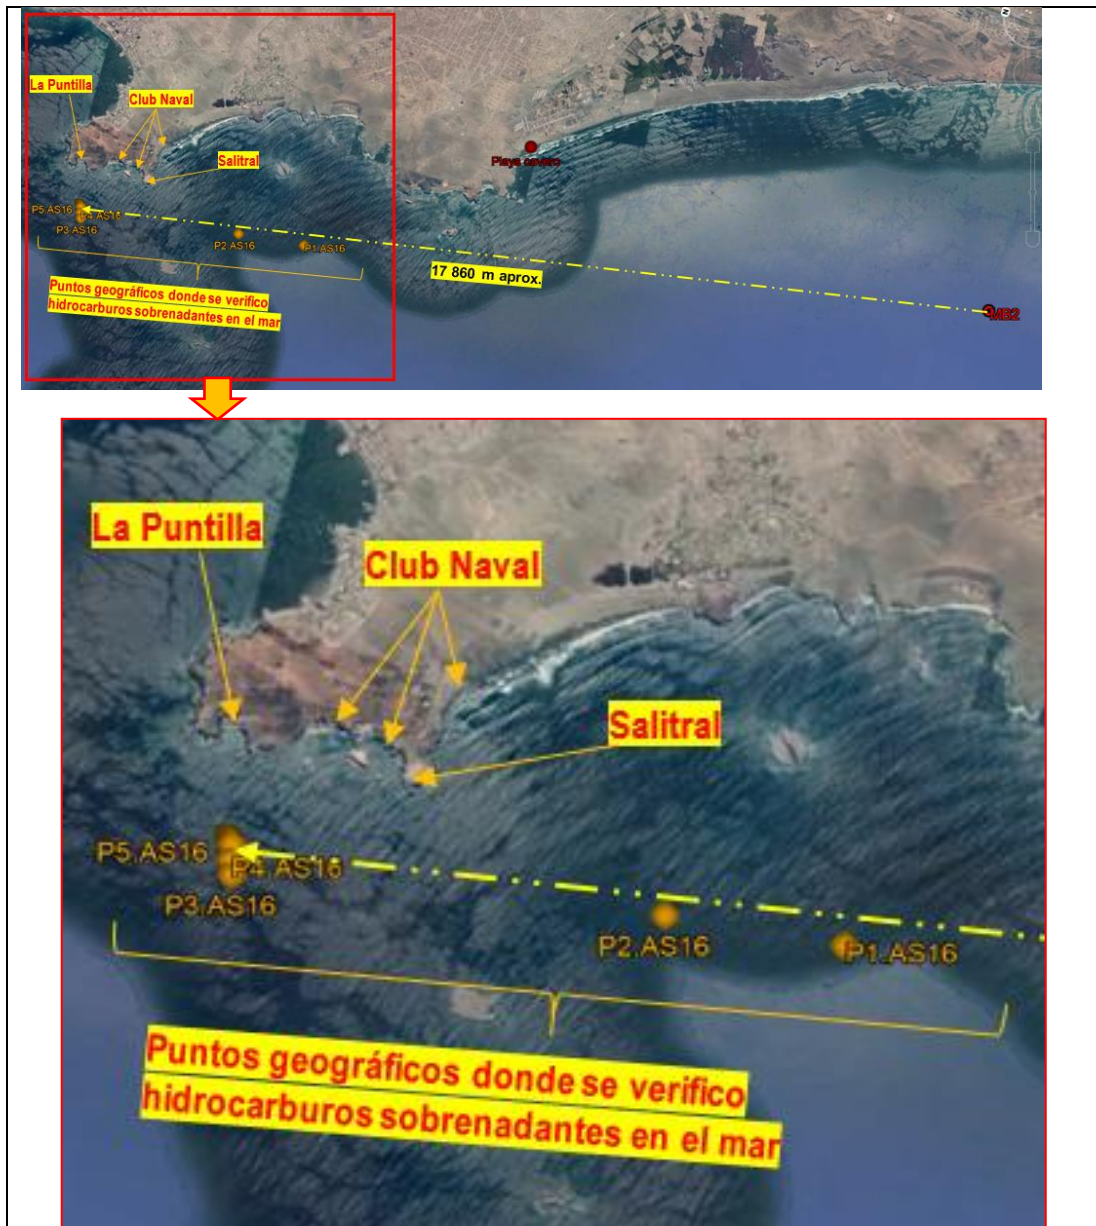 La Puntilla
Club Naval
Salitral
Playa cavero
P5.AS16
P4.AS16
P3.AS16
P2.AS16
P1.AS16
17 860 m aprox.
MB2
Puntos geográficos donde se verifico
hidrocarburos sobrenadantes en el mar
N
La Puntilla
Club Naval
Salitral
P5.AS16
P4.AS16
P3.AS16
P2.AS16
P1.AS16
Puntos geográficos donde se verifico
hidrocarburos sobrenadantes en el mar